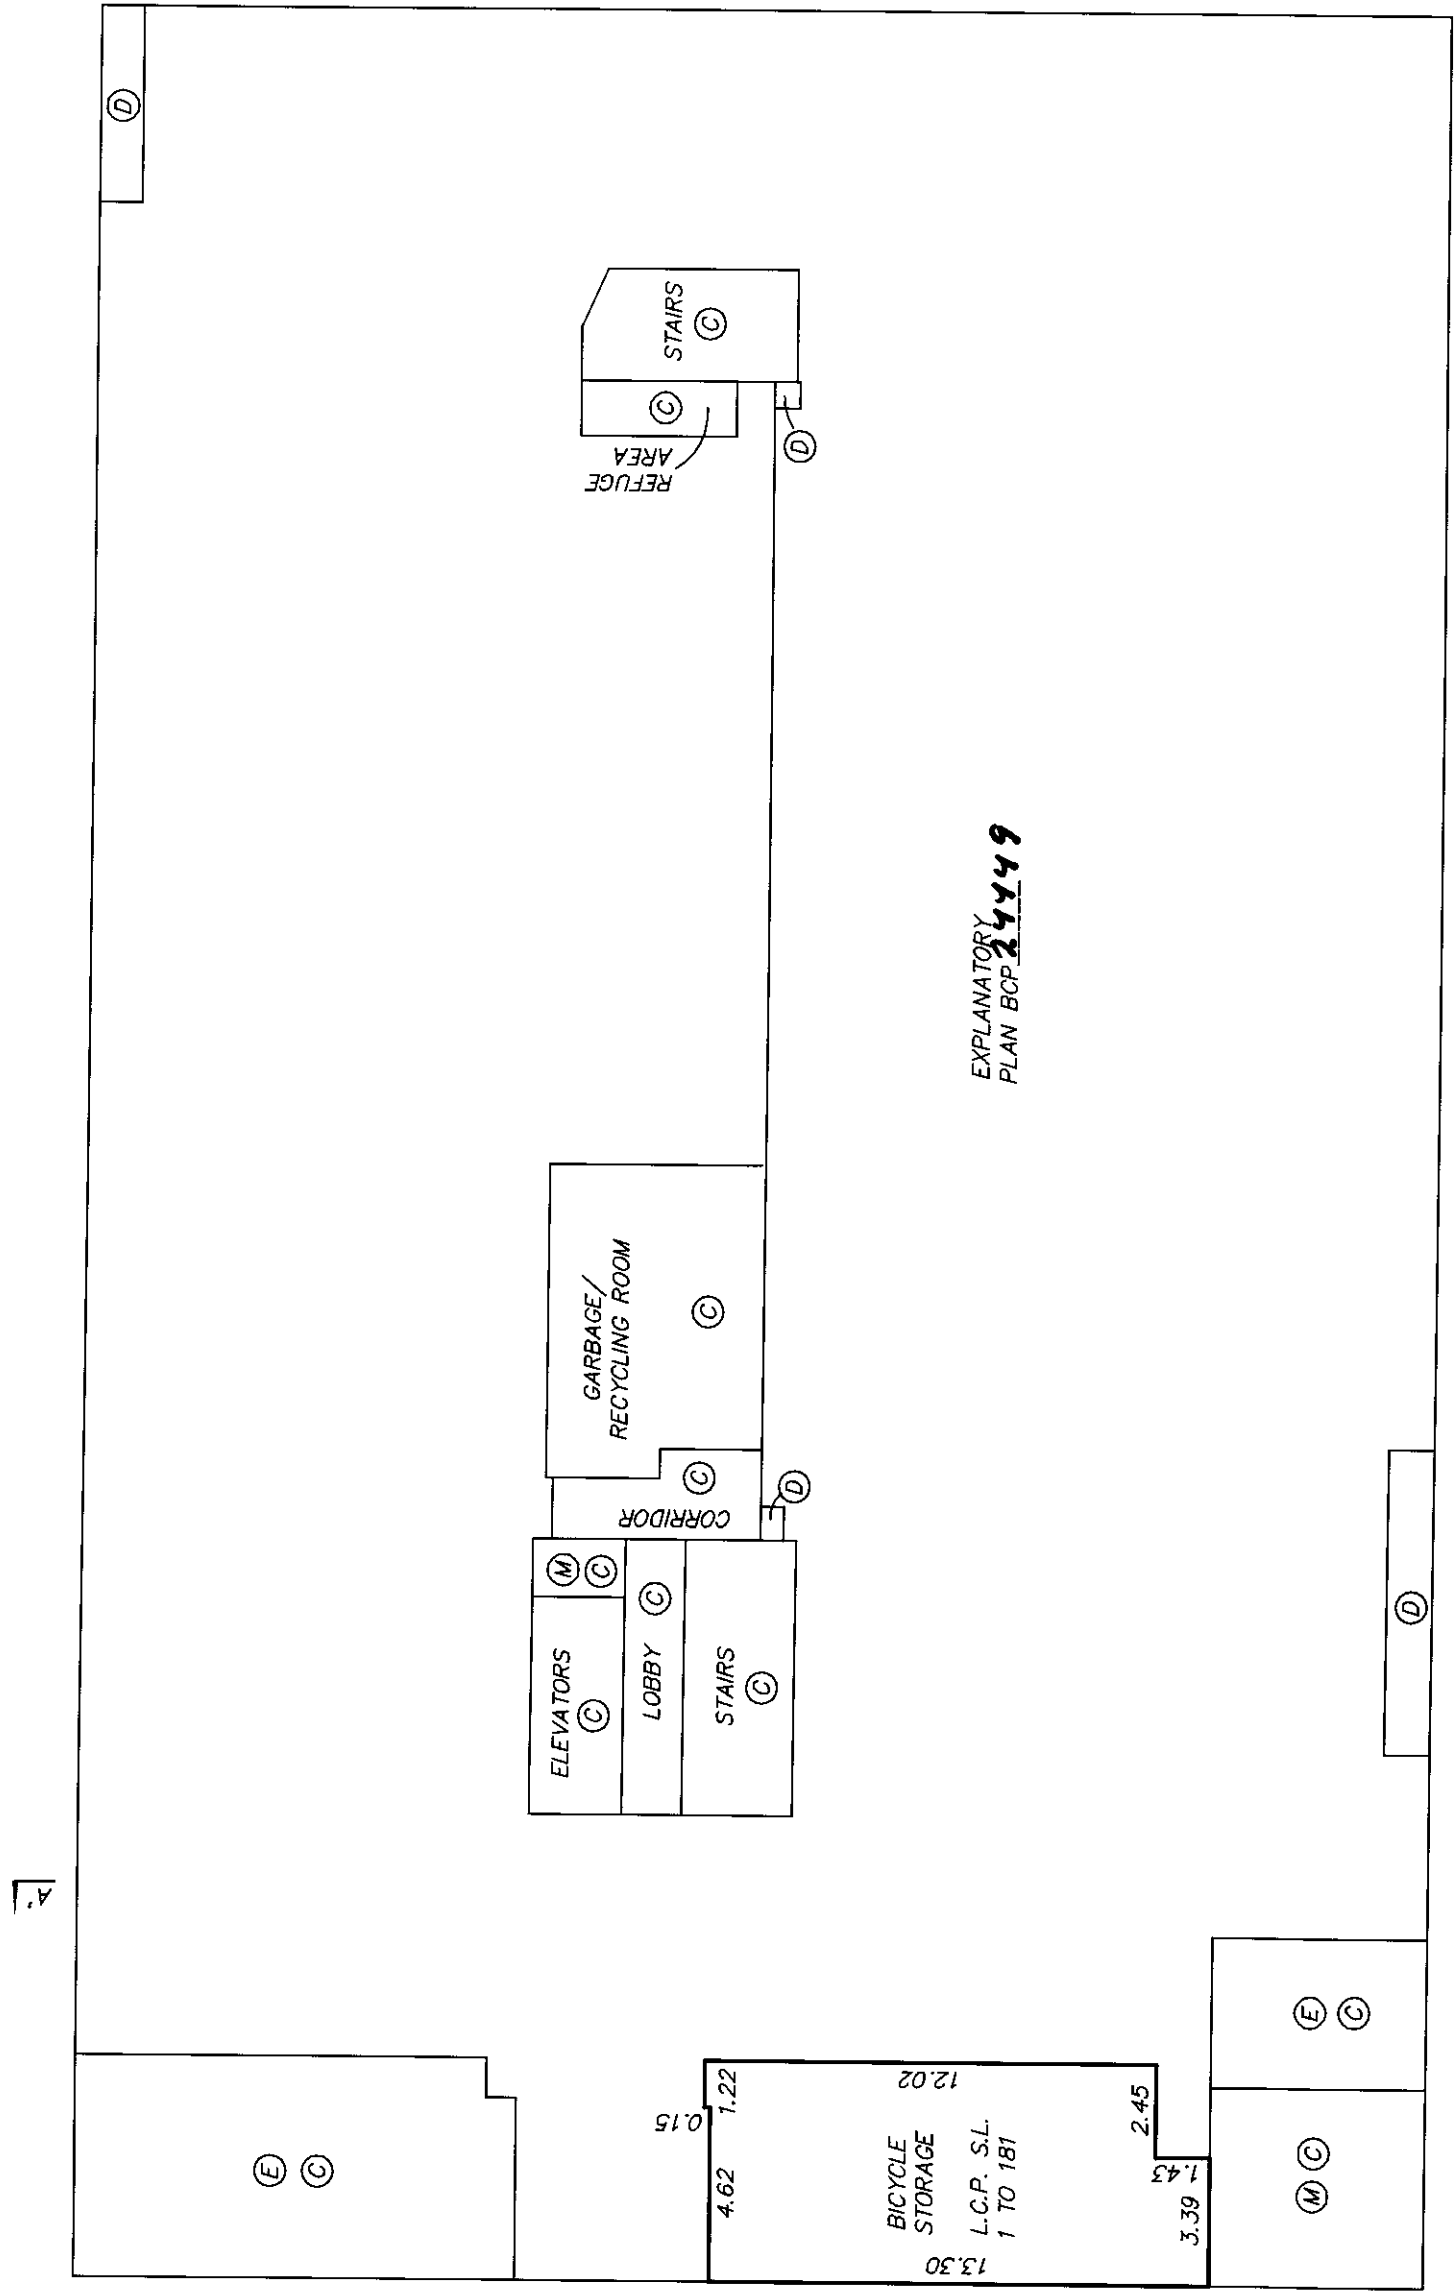 D
STAIRS
C
C
REFUGE
AREA
D
EXPLANATORY
PLAN BCP 24449
GARBAGE/
RECYCLING ROOM
C
C
CORRIDOR
D
M
C
ELEVATORS
C
LOBBY
C
STAIRS
C
D
A'
E
C
E
C
0.15
1.22
4.62
12.02
BICYCLE
STORAGE
L.C.P. S.L.
1 TO 181
2.45
1.43
3.39
13.30
M C